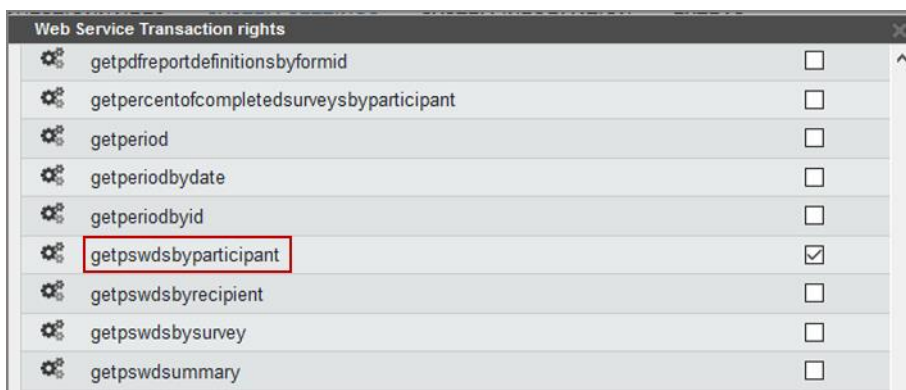 Web Service Transaction rights
getpdfreportdefinitionsbyformid
getpercentofcompletedsurveysbyparticipant
getperiod
getperiodbydate
getperiodbyid
getpswdsbyparticipant
getpswdsbyrecipient
getpswdsbysurvey
getpswdsummary